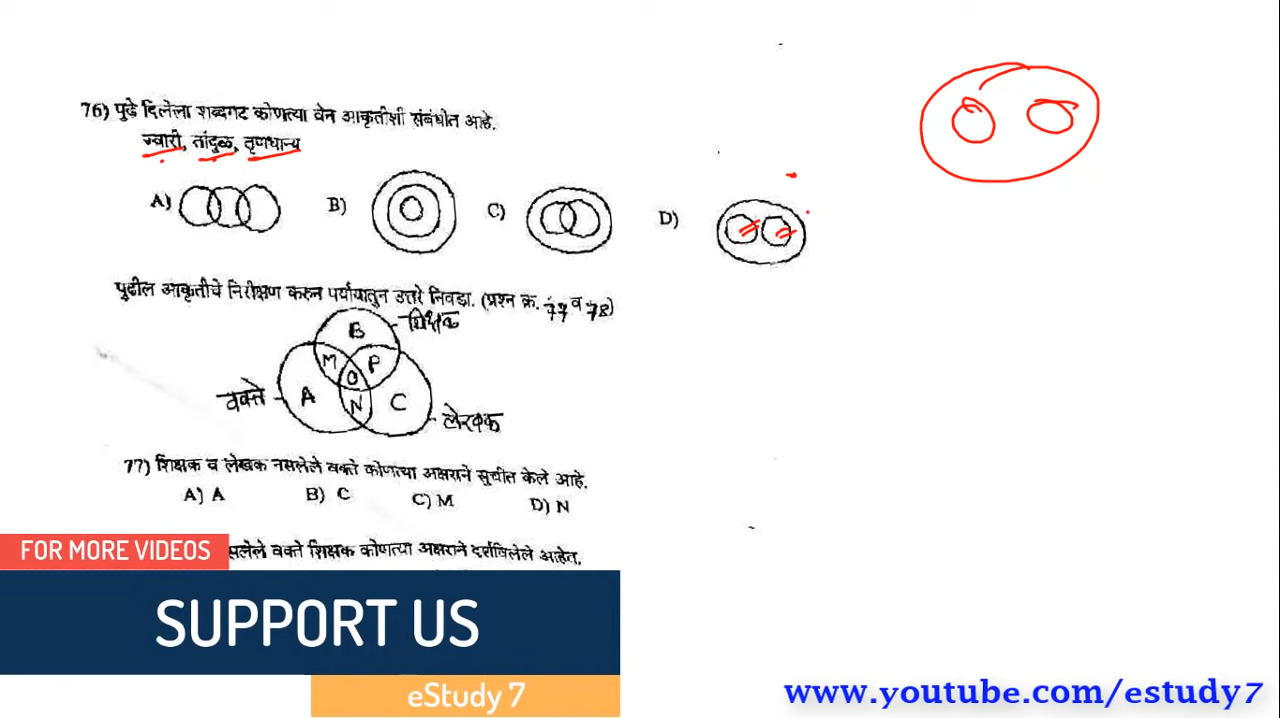 76) पुढे दिलेला शब्दगट कोणत्या वेन आकृतीशी संबंधीत आहे.
ज्वारी, तांदुळ, तृणधान्य
A) B) C) D)
पुढील आकृतीचे निरीक्षण करुन पर्यायातुन उत्तरे निवडा. (प्रश्न क्र. 77 व 78)
B शिक्षक
M P
O
वक्ते A N C लेखक
77) शिक्षक व लेखक नसलेले वक्ते कोणत्या अक्षराने सुचीत केले आहे.
A) A B) C C) M D) N
सलेले वक्ते शिक्षक कोणत्या अक्षराने दर्शविलेले आहेत.
FOR MORE VIDEOS
SUPPORT US
eStudy 7
www.youtube.com/estudy7